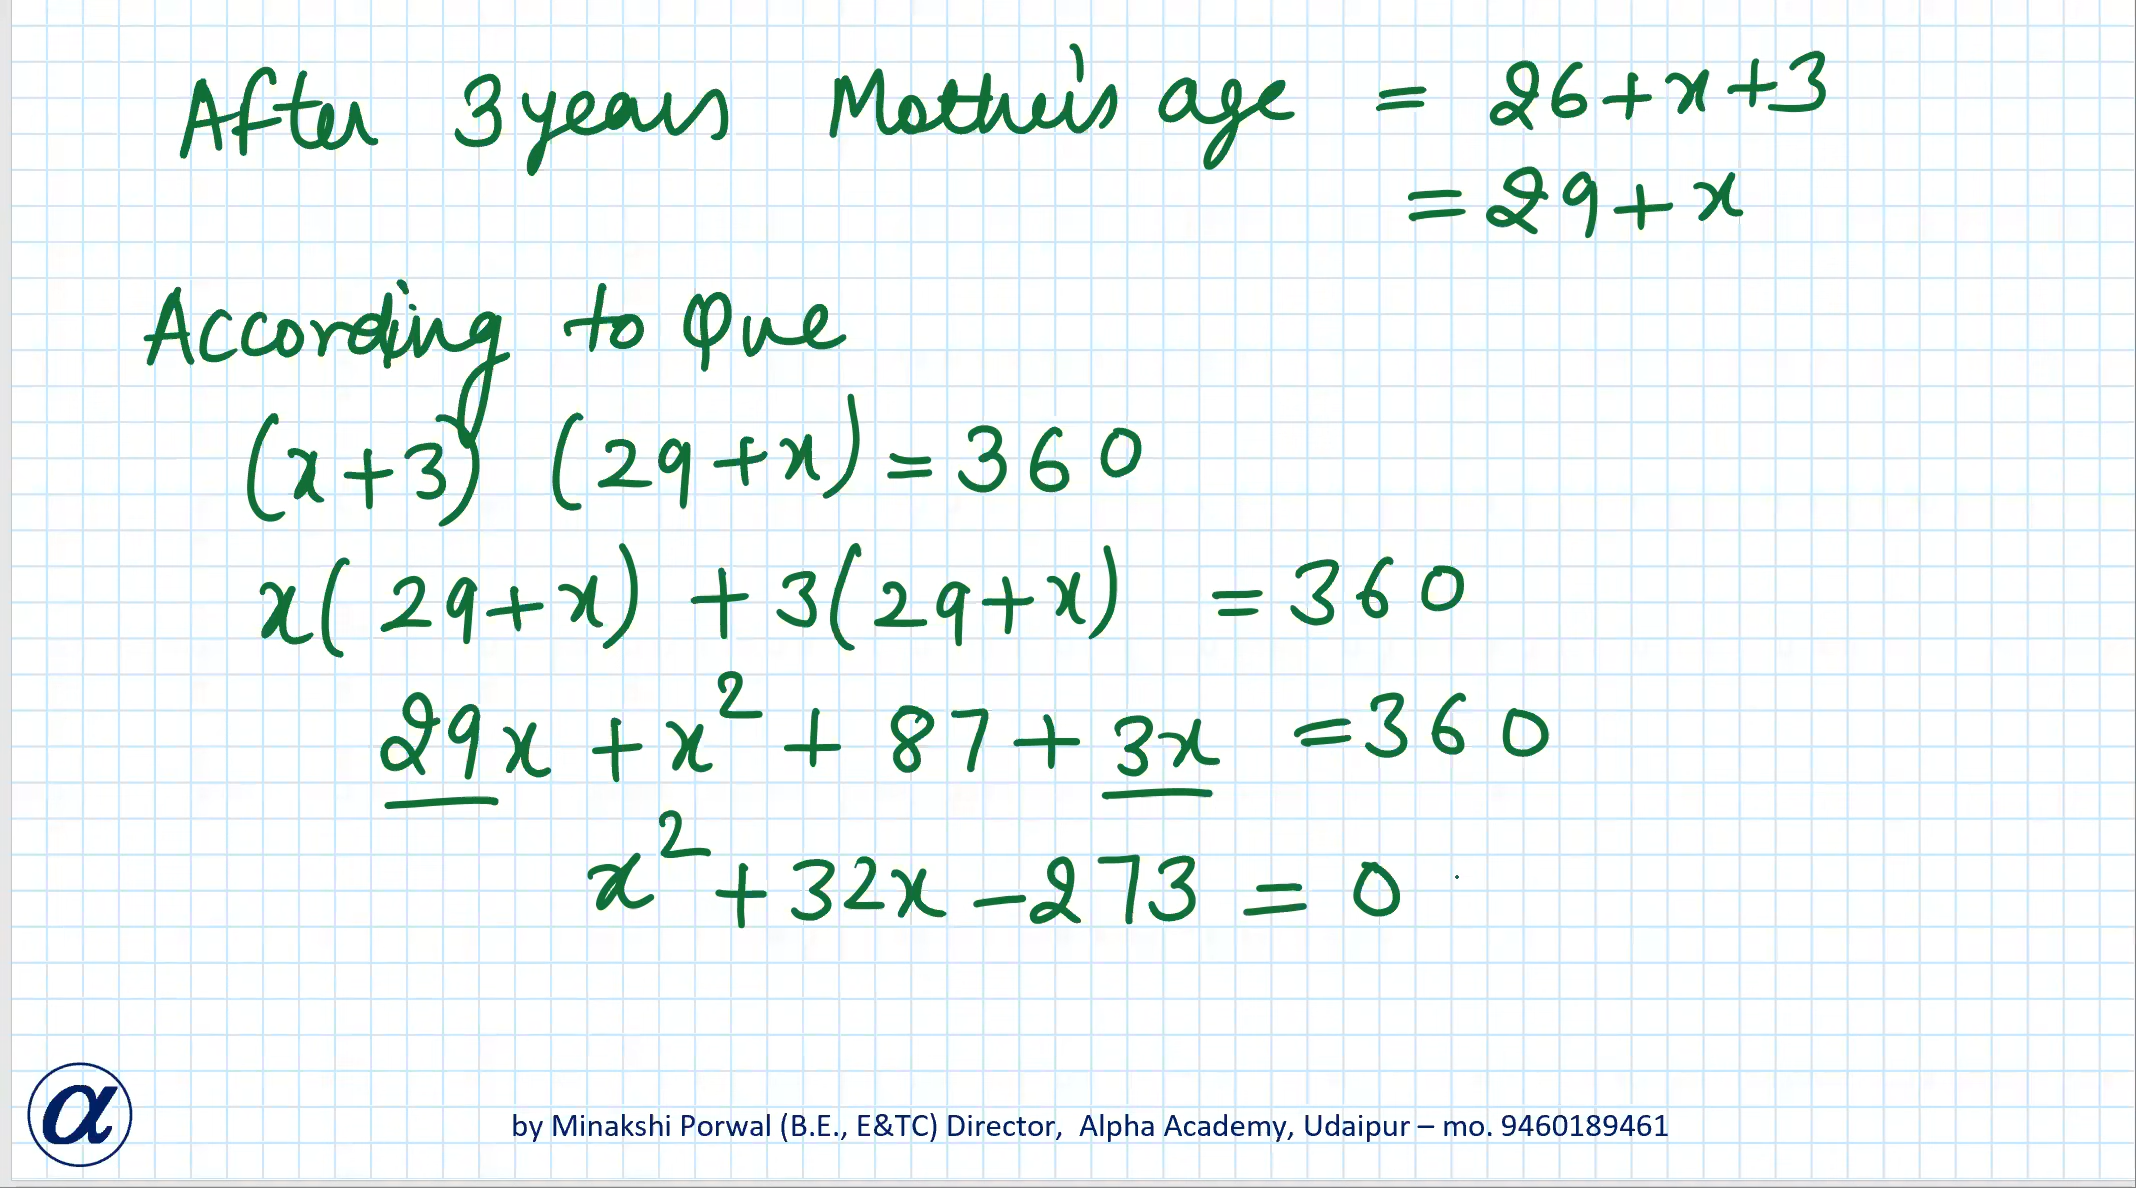 After 3 years Mother's age = 26+x+3
= 29+x
According to Que
(x+3) (29+x) = 360
x(29+x) + 3(29+x) = 360
29x + x² + 87 + 3x = 360
x² + 32x - 273 = 0
α
by Minakshi Porwal (B.E., E&TC) Director, Alpha Academy, Udaipur – mo. 9460189461